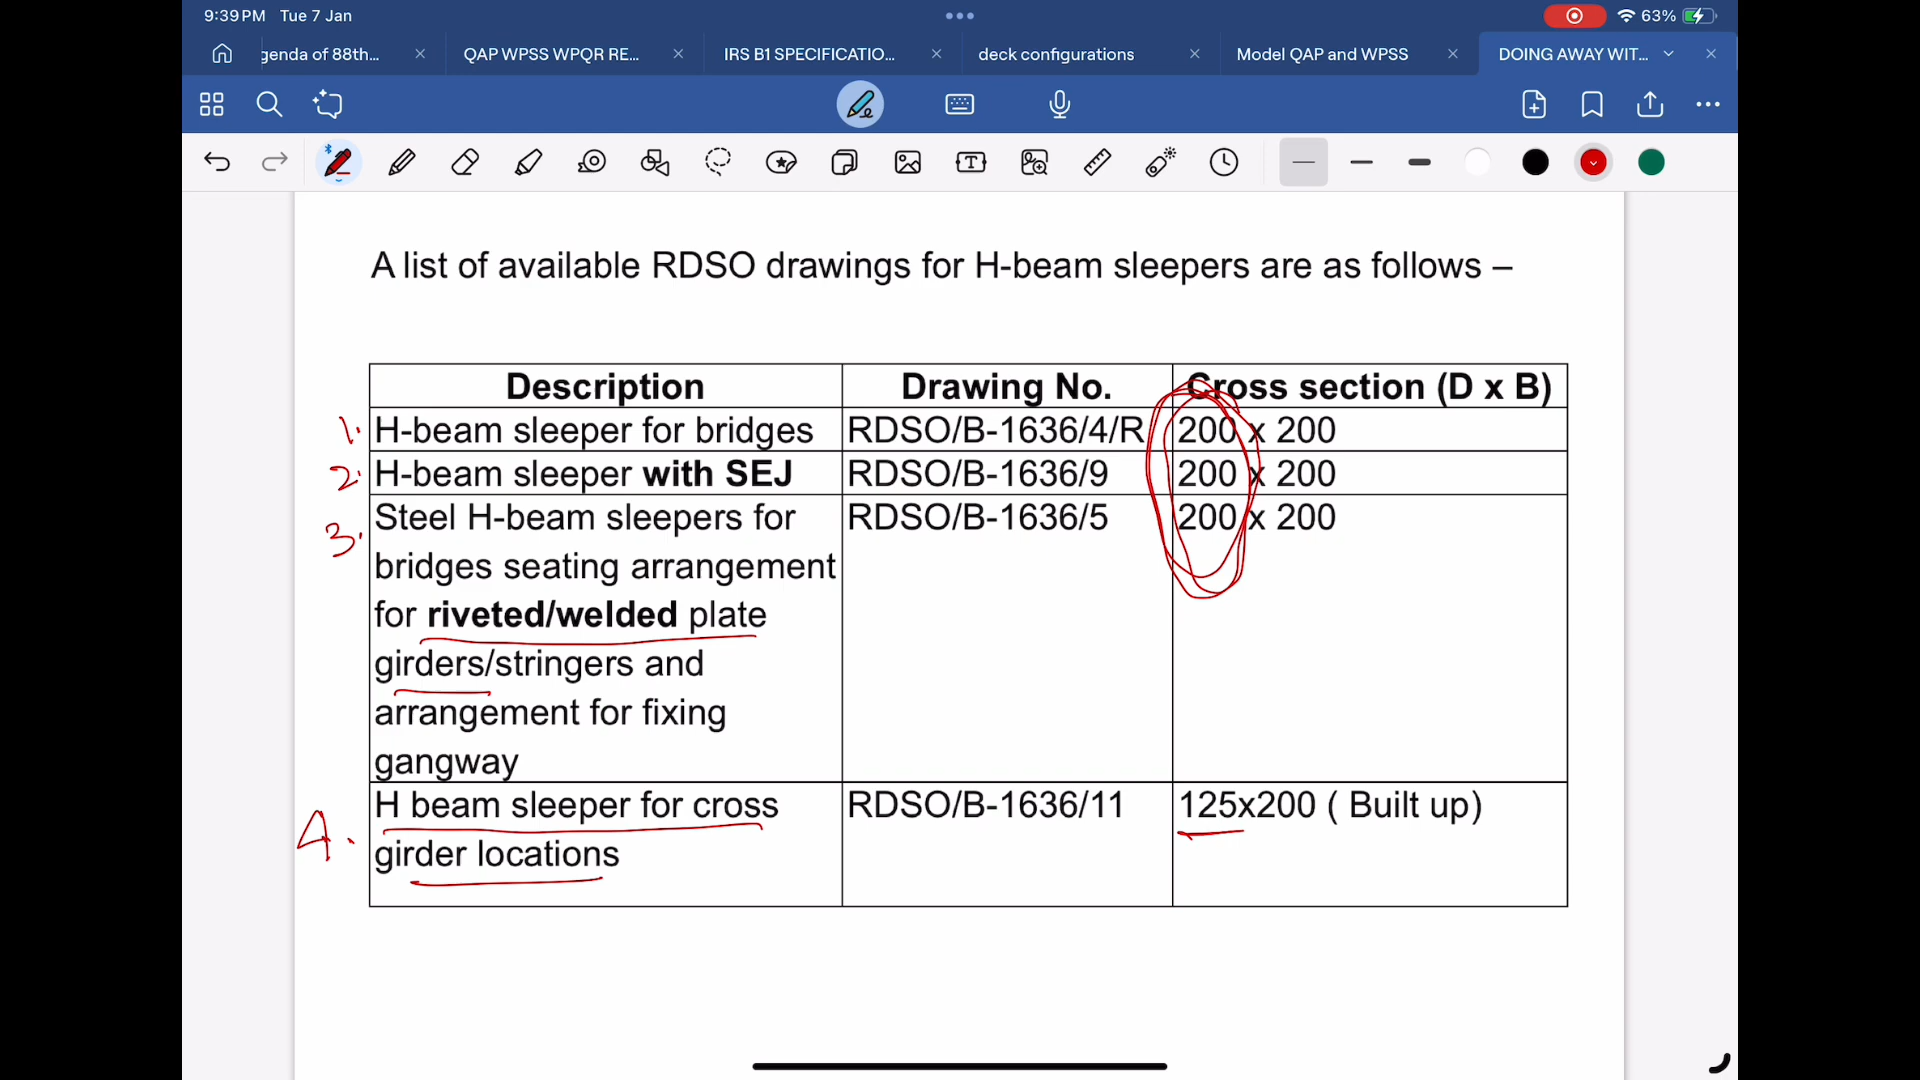 9:39 PM Tue 7 Jan
63%
genda of 88th...
QAP WPSS WPQR RE...
IRS B1 SPECIFICATIO...
deck configurations
Model QAP and WPSS
DOING AWAY WIT...
A list of available RDSO drawings for H-beam sleepers are as follows –
Description Drawing No. Cross section (D x B)
1. H-beam sleeper for bridges RDSO/B-1636/4/R 200 x 200
2. H-beam sleeper with SEJ RDSO/B-1636/9 200 x 200
3. Steel H-beam sleepers for RDSO/B-1636/5 200 x 200
bridges seating arrangement
for riveted/welded plate
girders/stringers and
arrangement for fixing
gangway
4. H beam sleeper for cross RDSO/B-1636/11 125x200 ( Built up)
girder locations